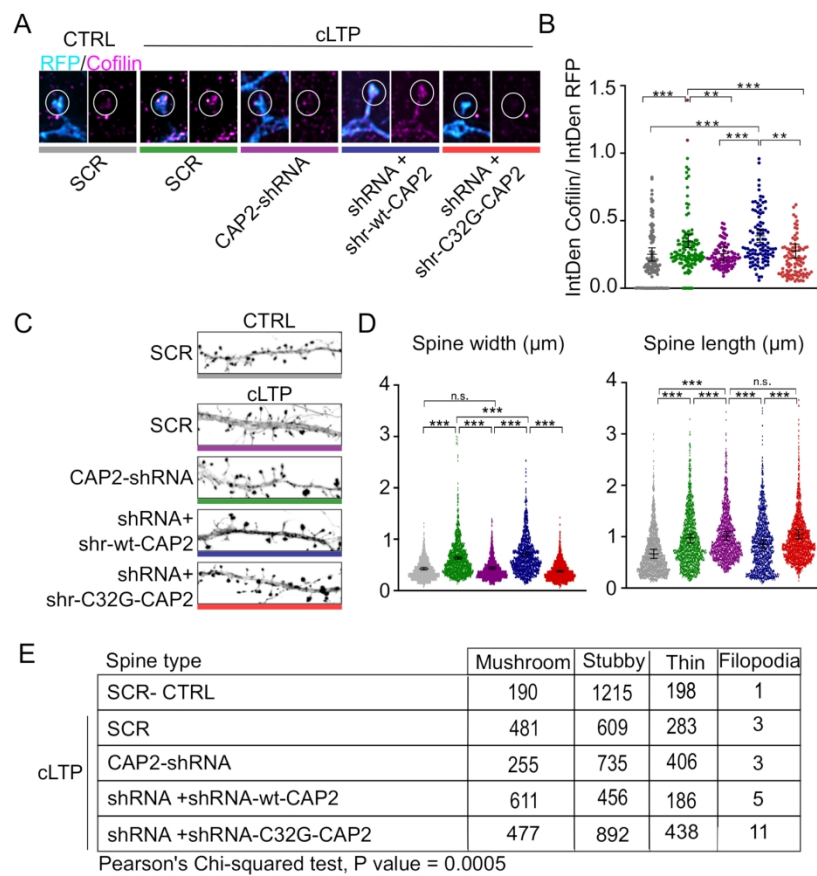 A
CTRL
cLTP
RFP/Cofilin
SCR
SCR
CAP2-shRNA
shRNA +
shr-wt-CAP2
shRNA +
shr-C32G-CAP2
B
IntDen Cofilin/ IntDen RFP
1.5
1.0
0.5
0.0
***
**
***
***
***
**
C
CTRL
SCR
cLTP
SCR
CAP2-shRNA
shRNA+
shr-wt-CAP2
shRNA+
shr-C32G-CAP2
D
Spine width (µm)
4
3
2
1
0
n.s.
***
***
***
***
***
Spine length (µm)
4
3
2
1
0
***
n.s.
***
***
***
***
E
Spine type Mushroom Stubby Thin Filopodia
SCR- CTRL 190 1215 198 1
cLTP
SCR 481 609 283 3
CAP2-shRNA 255 735 406 3
shRNA +shRNA-wt-CAP2 611 456 186 5
shRNA +shRNA-C32G-CAP2 477 892 438 11
Pearson's Chi-squared test, P value = 0.0005